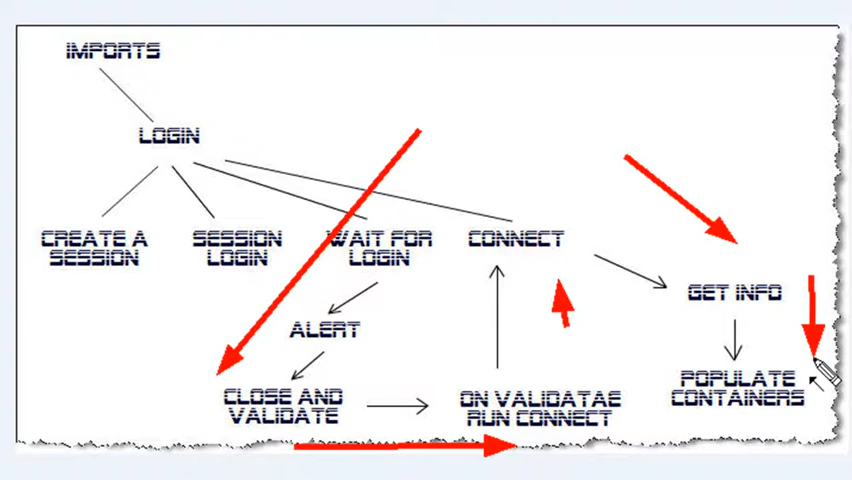 IMPORTS
LOGIN
CREATE A
SESSION
SESSION
LOGIN
WAIT FOR
LOGIN
CONNECT
GET INFO
ALERT
POPULATE
CONTAINERS
CLOSE AND
VALIDATE
ON VALIDATAE
RUN CONNECT